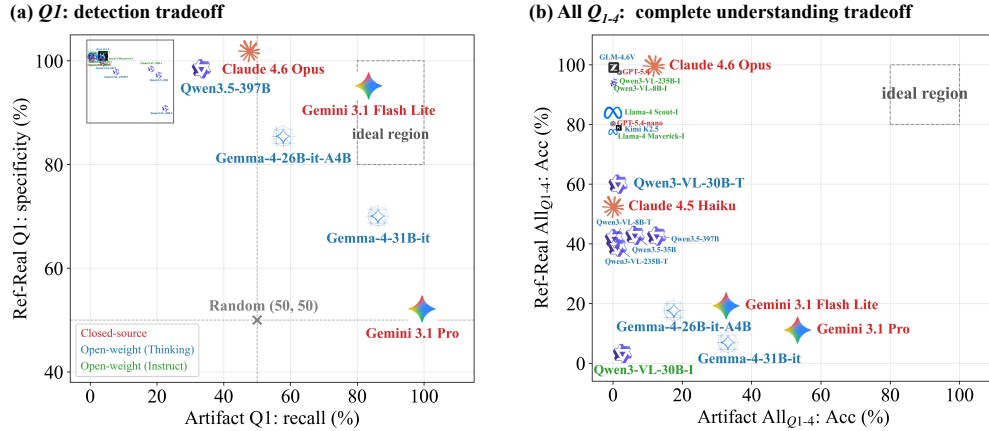 (a) Q1: detection tradeoff
Ref-Real Q1: specificity (%)
100
80
60
40
Claude 4.6 Opus
Qwen3.5-397B
Gemini 3.1 Flash Lite
ideal region
Gemma-4-26B-it-A4B
Gemma-4-31B-it
Random (50, 50)
Gemini 3.1 Pro
Closed-source
Open-weight (Thinking)
Open-weight (Instruct)
0 20 40 60 80 100
Artifact Q1: recall (%)
(b) All Q1-4: complete understanding tradeoff
Ref-Real AllQ1-4: Acc (%)
100
80
60
40
20
0
GLM-4.6V
Claude 4.6 Opus
GPT-5.4
Qwen3-VL-235B-I
Qwen3-VL-8B-I
ideal region
Llama-4 Scout-I
GPT-5.4-nano
Kimi K2.5
Llama-4 Maverick-I
Qwen3-VL-30B-T
Claude 4.5 Haiku
Qwen3-VL-8B-T
Qwen3.5-397B
Qwen3.5-35B
Qwen3-VL-235B-T
Gemini 3.1 Flash Lite
Gemma-4-26B-it-A4B
Gemini 3.1 Pro
Gemma-4-31B-it
Qwen3-VL-30B-I
0 20 40 60 80 100
Artifact AllQ1-4: Acc (%)